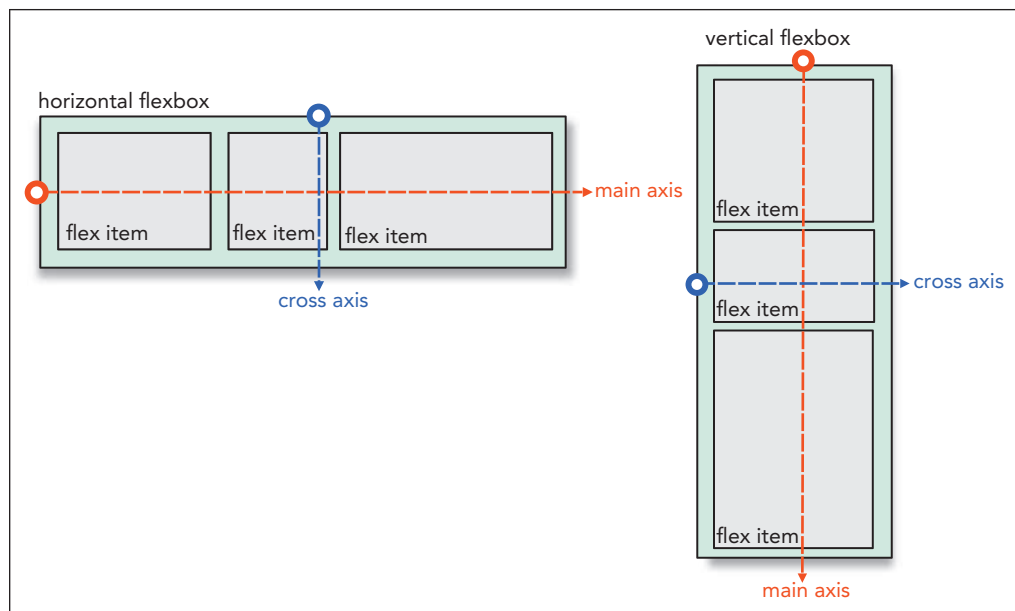 horizontal flexbox
flex item
flex item
flex item
main axis
cross axis
vertical flexbox
flex item
flex item
cross axis
flex item
main axis